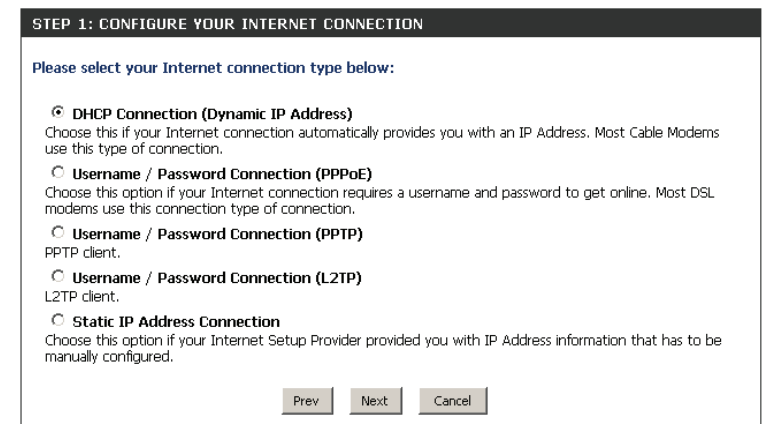 STEP 1: CONFIGURE YOUR INTERNET CONNECTION
Please select your Internet connection type below:
DHCP Connection (Dynamic IP Address)
Choose this if your Internet connection automatically provides you with an IP Address. Most Cable Modems
use this type of connection.
Username / Password Connection (PPPoE)
Choose this option if your Internet connection requires a username and password to get online. Most DSL
modems use this connection type of connection.
Username / Password Connection (PPTP)
PPTP client.
Username / Password Connection (L2TP)
L2TP client.
Static IP Address Connection
Choose this option if your Internet Setup Provider provided you with IP Address information that has to be
manually configured.
Prev Next Cancel